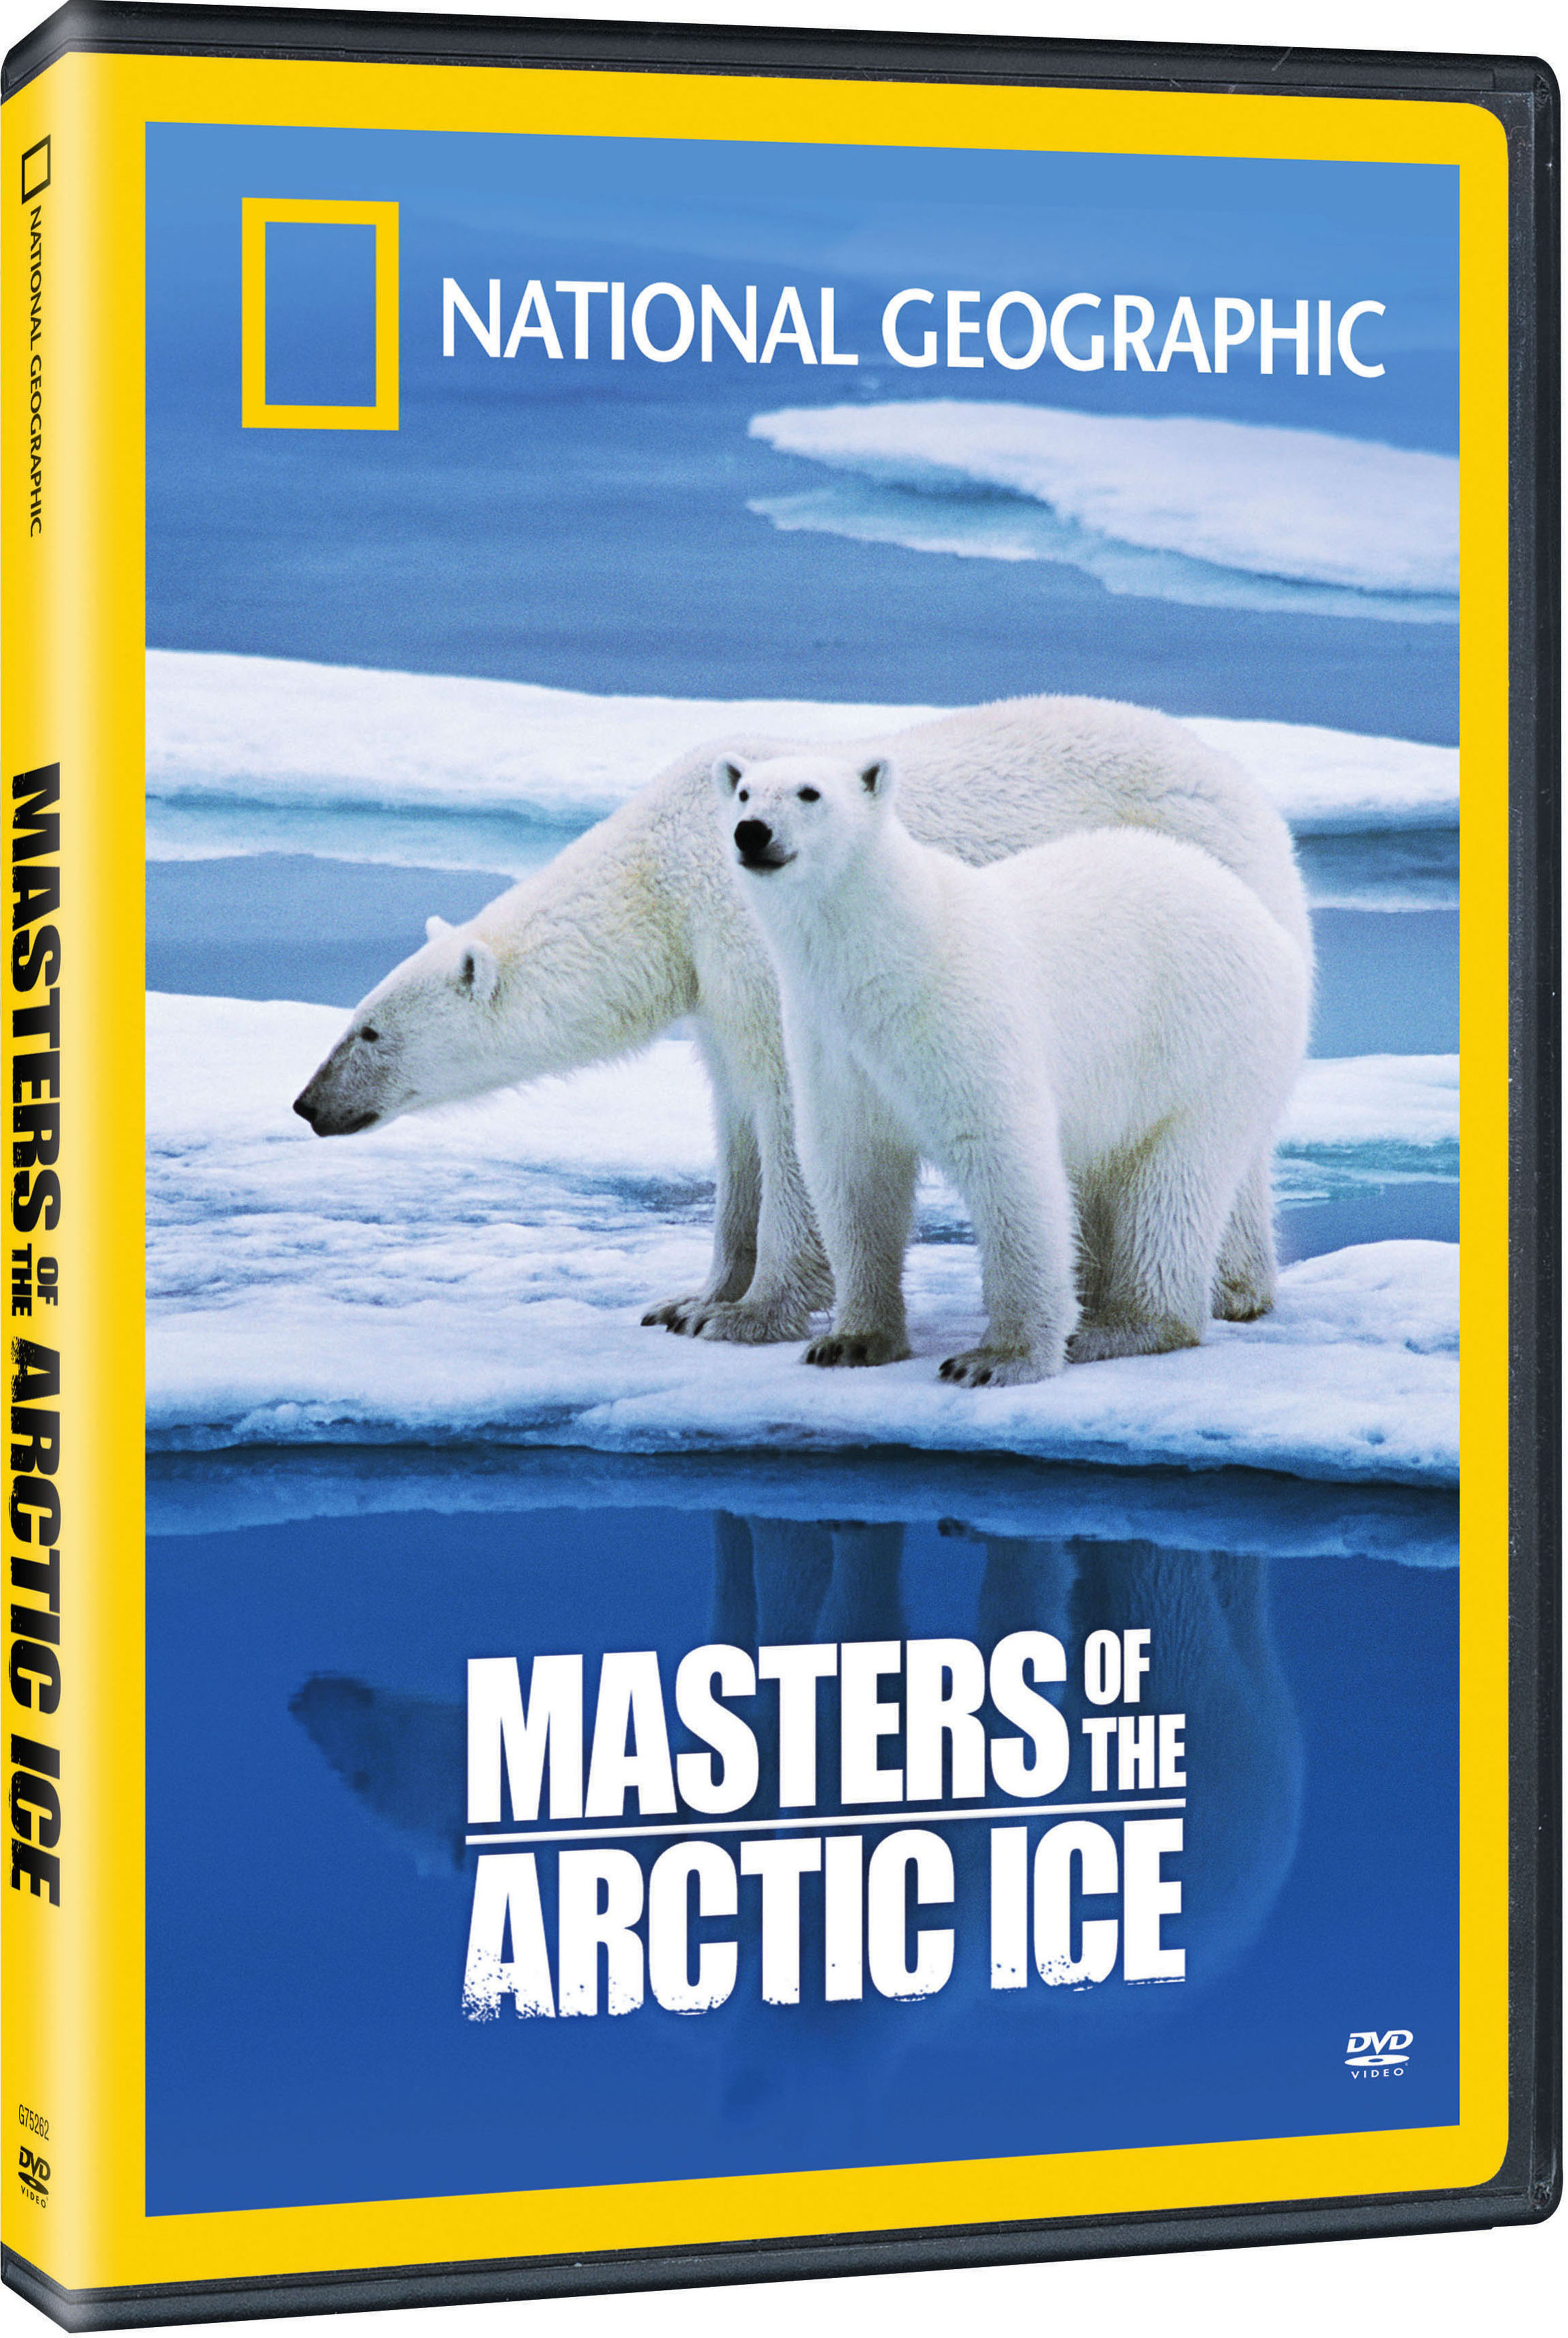 NATIONAL GEOGRAPHIC
MASTERS OF THE ARCTIC ICE
G75262
DVD
VIDEO
NATIONAL GEOGRAPHIC
MASTERS OF
THE
ARCTIC ICE
DVD
VIDEO